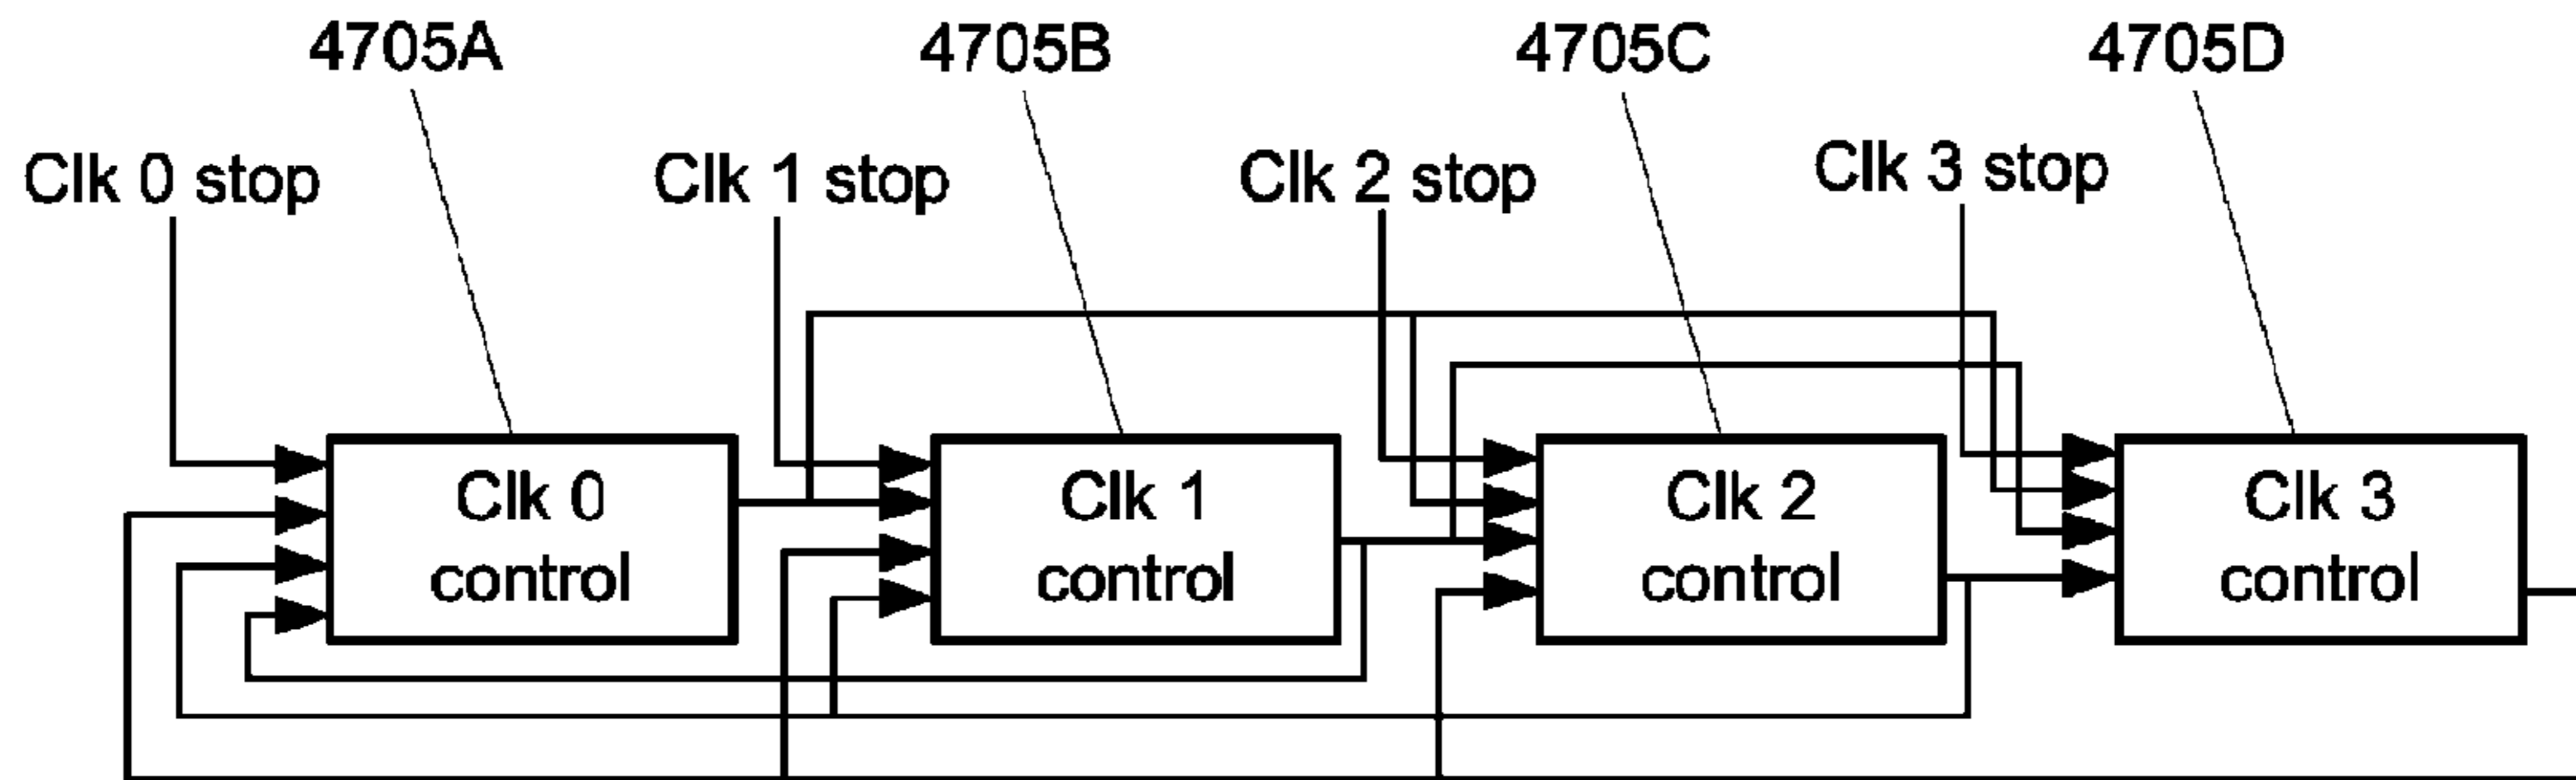 4705A
4705B
4705C
4705D
Clk 0 stop
Clk 1 stop
Clk 2 stop
Clk 3 stop
Clk 0
control
Clk 1
control
Clk 2
control
Clk 3
control